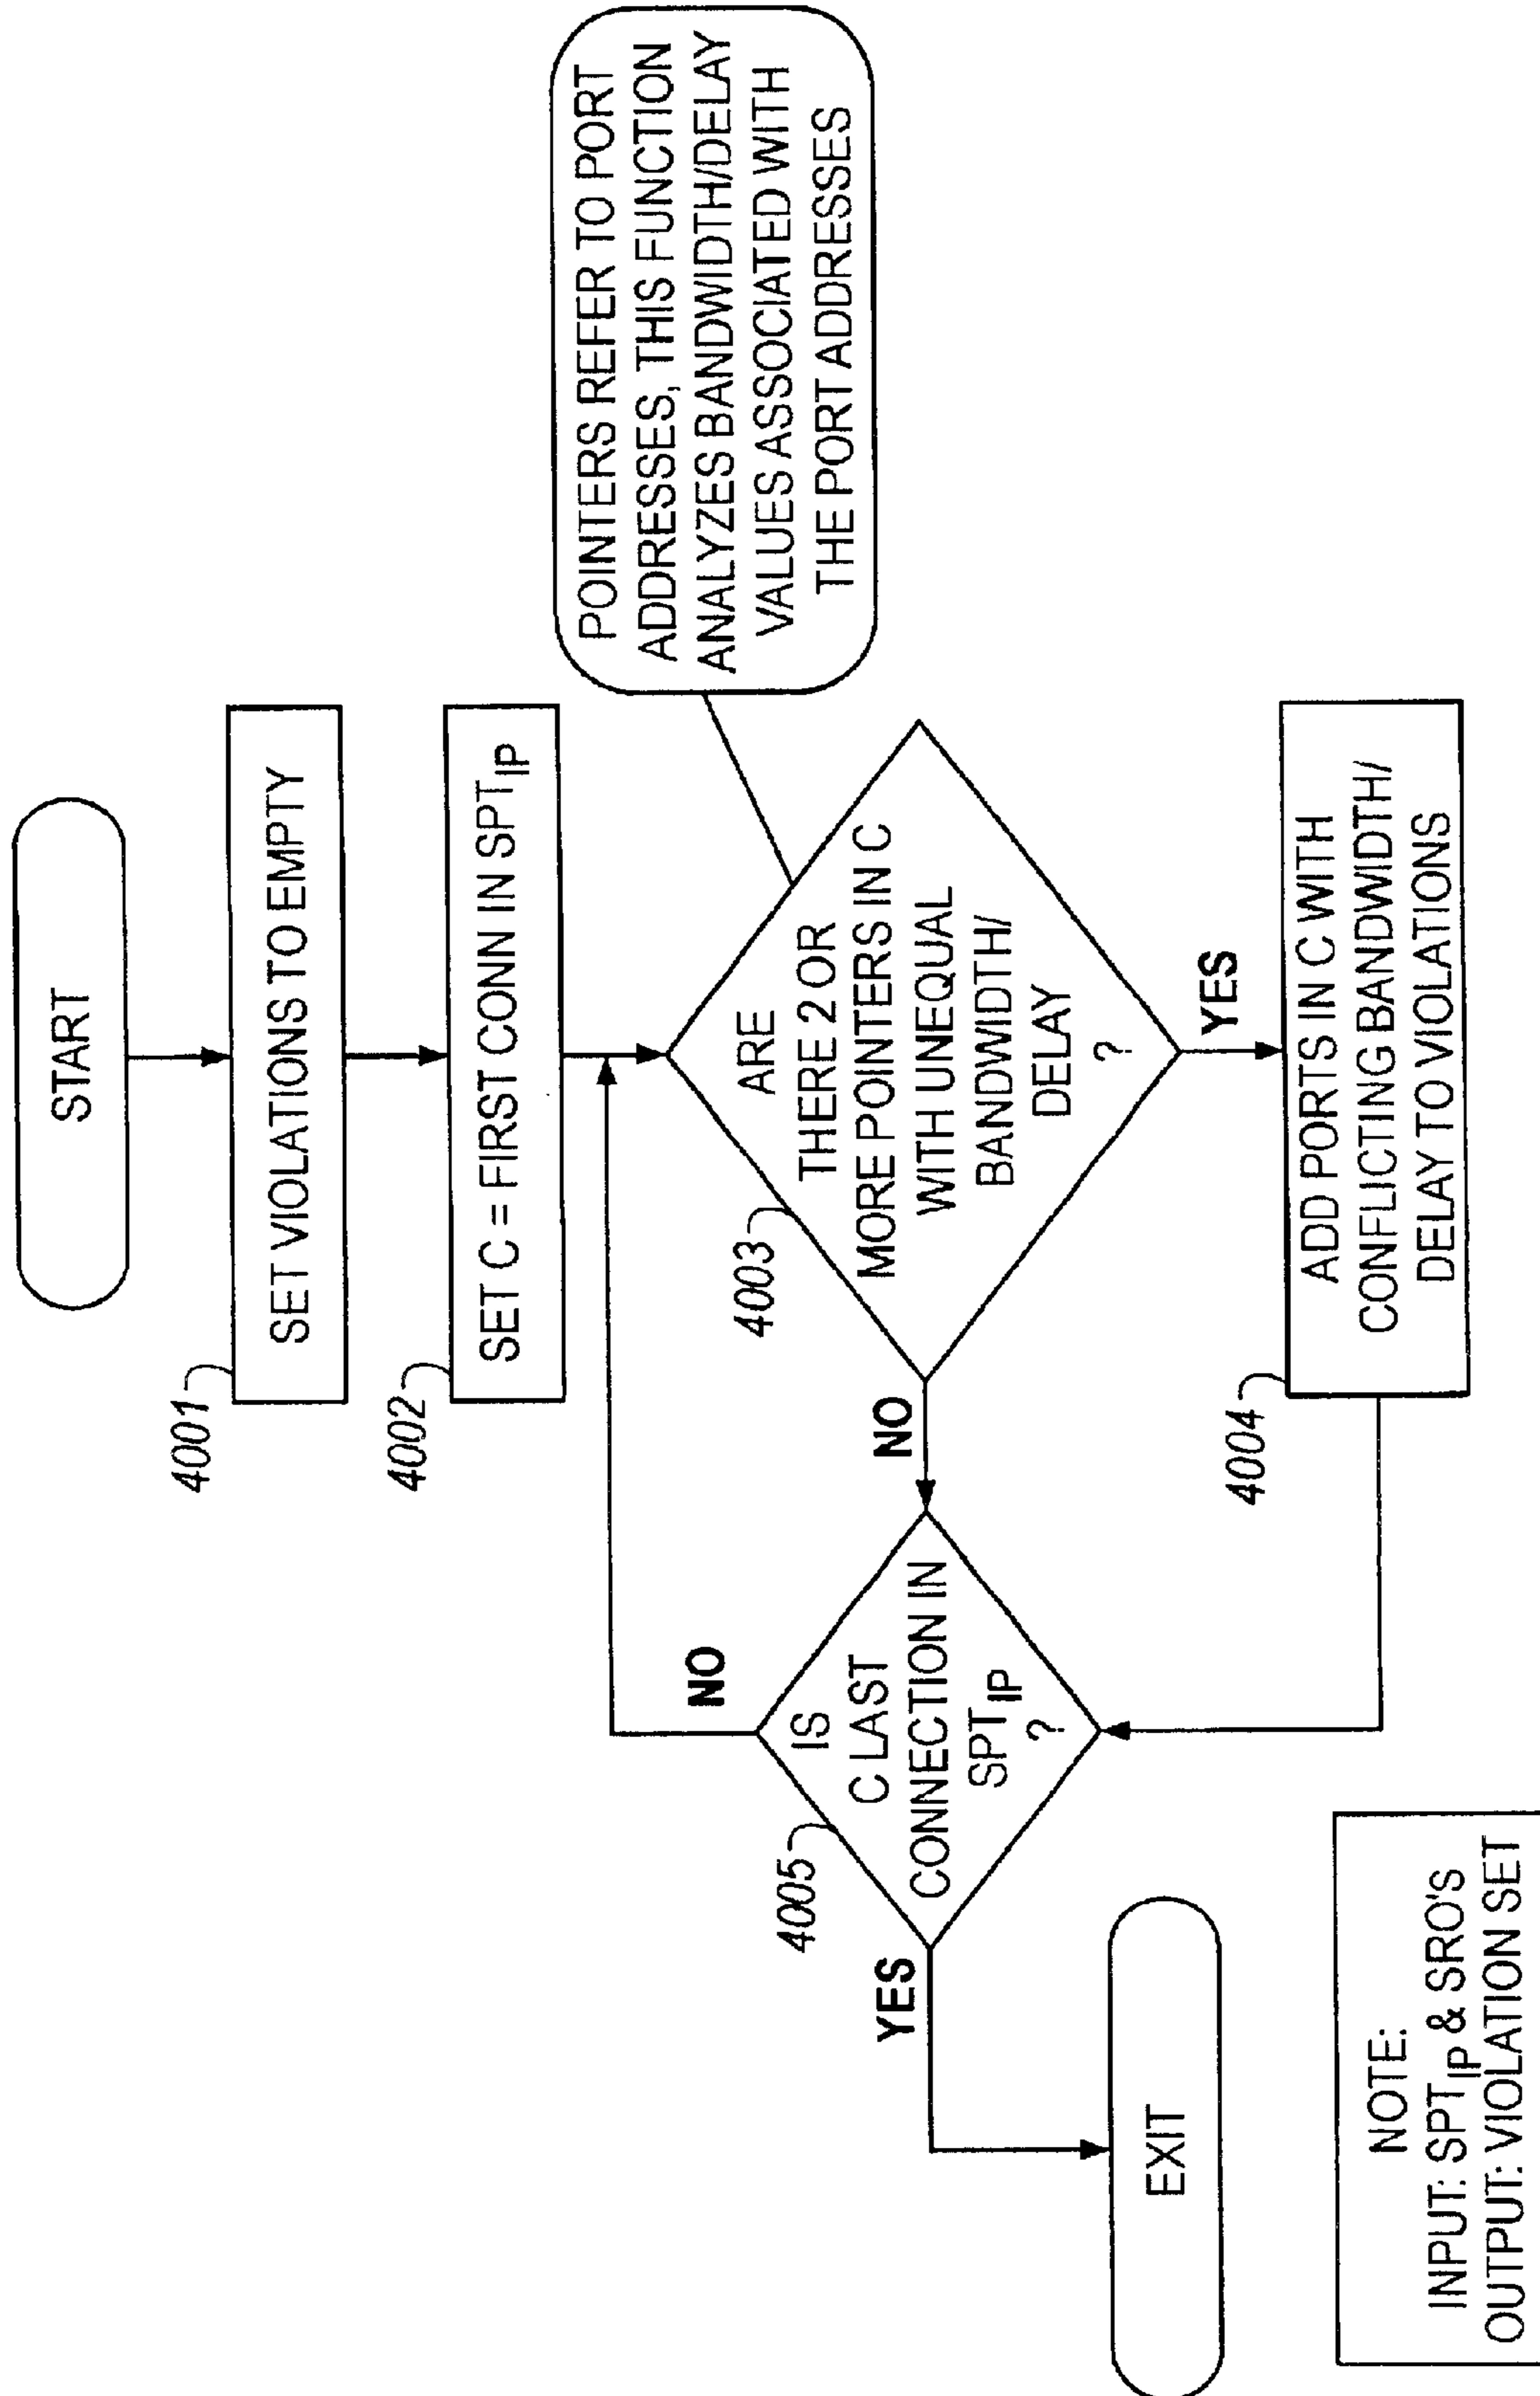 START
4001
SET VIOLATIONS TO EMPTY
4002
SET C = FIRST CONN IN SPT_IP
POINTERS REFER TO PORT
ADDRESSES, THIS FUNCTION
ANALYZES BANDWIDTH/DELAY
VALUES ASSOCIATED WITH
THE PORT ADDRESSES
4003
ARE
THERE 2 OR
MORE POINTERS IN C
WITH UNEQUAL
BANDWIDTH/
DELAY
?
NO
YES
4004
ADD PORTS IN C WITH
CONFLICTING BANDWIDTH/
DELAY TO VIOLATIONS
4005
IS
C LAST
CONNECTION IN
SPT_IP
?
NO
YES
EXIT
NOTE:
INPUT: SPT_IP & SRO'S
OUTPUT: VIOLATION SET